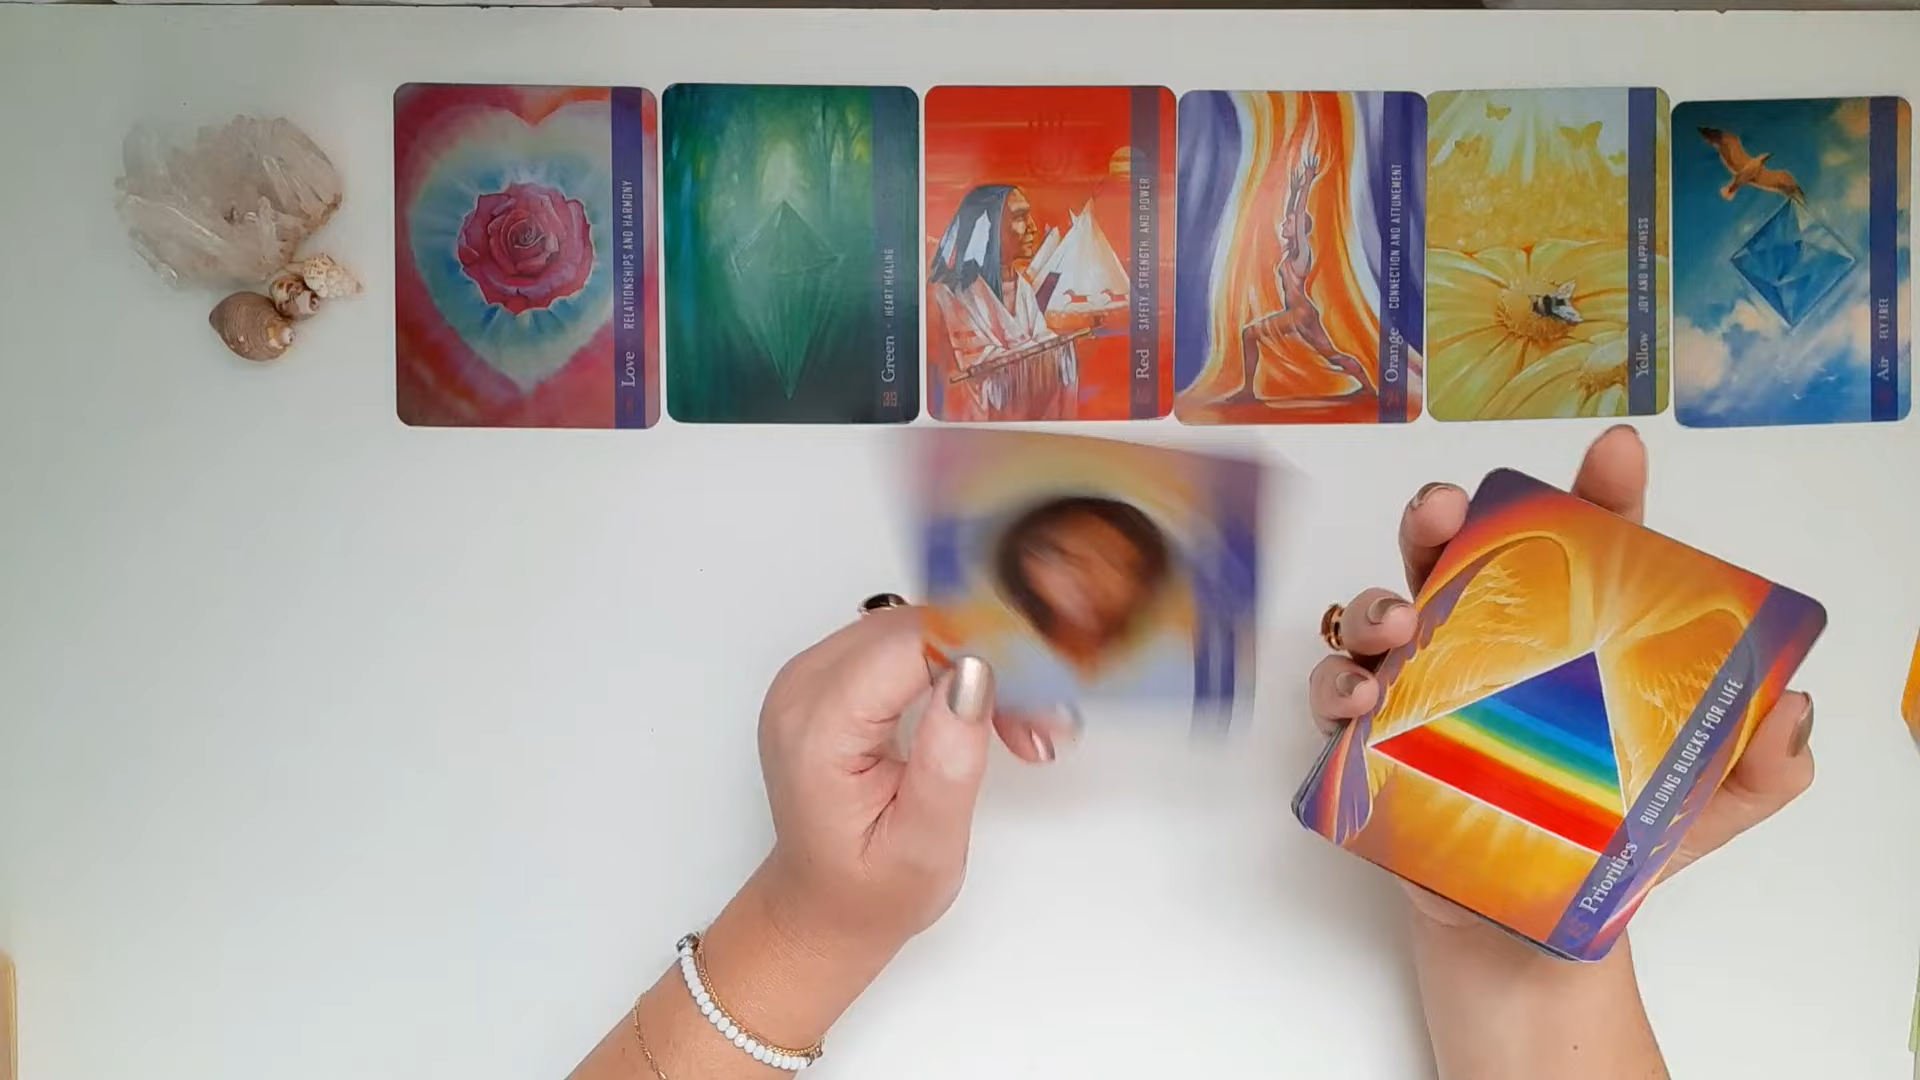 Love • RELATIONSHIPS AND HARMONY
Green • HEART HEALING
Red • SAFETY, STRENGTH, AND POWER
Orange • CONNECTION AND ATTUNEMENT
Yellow JOY AND HAPPINESS
Air • FLY FREE
Priorities • BUILDING BLOCKS FOR LIFE